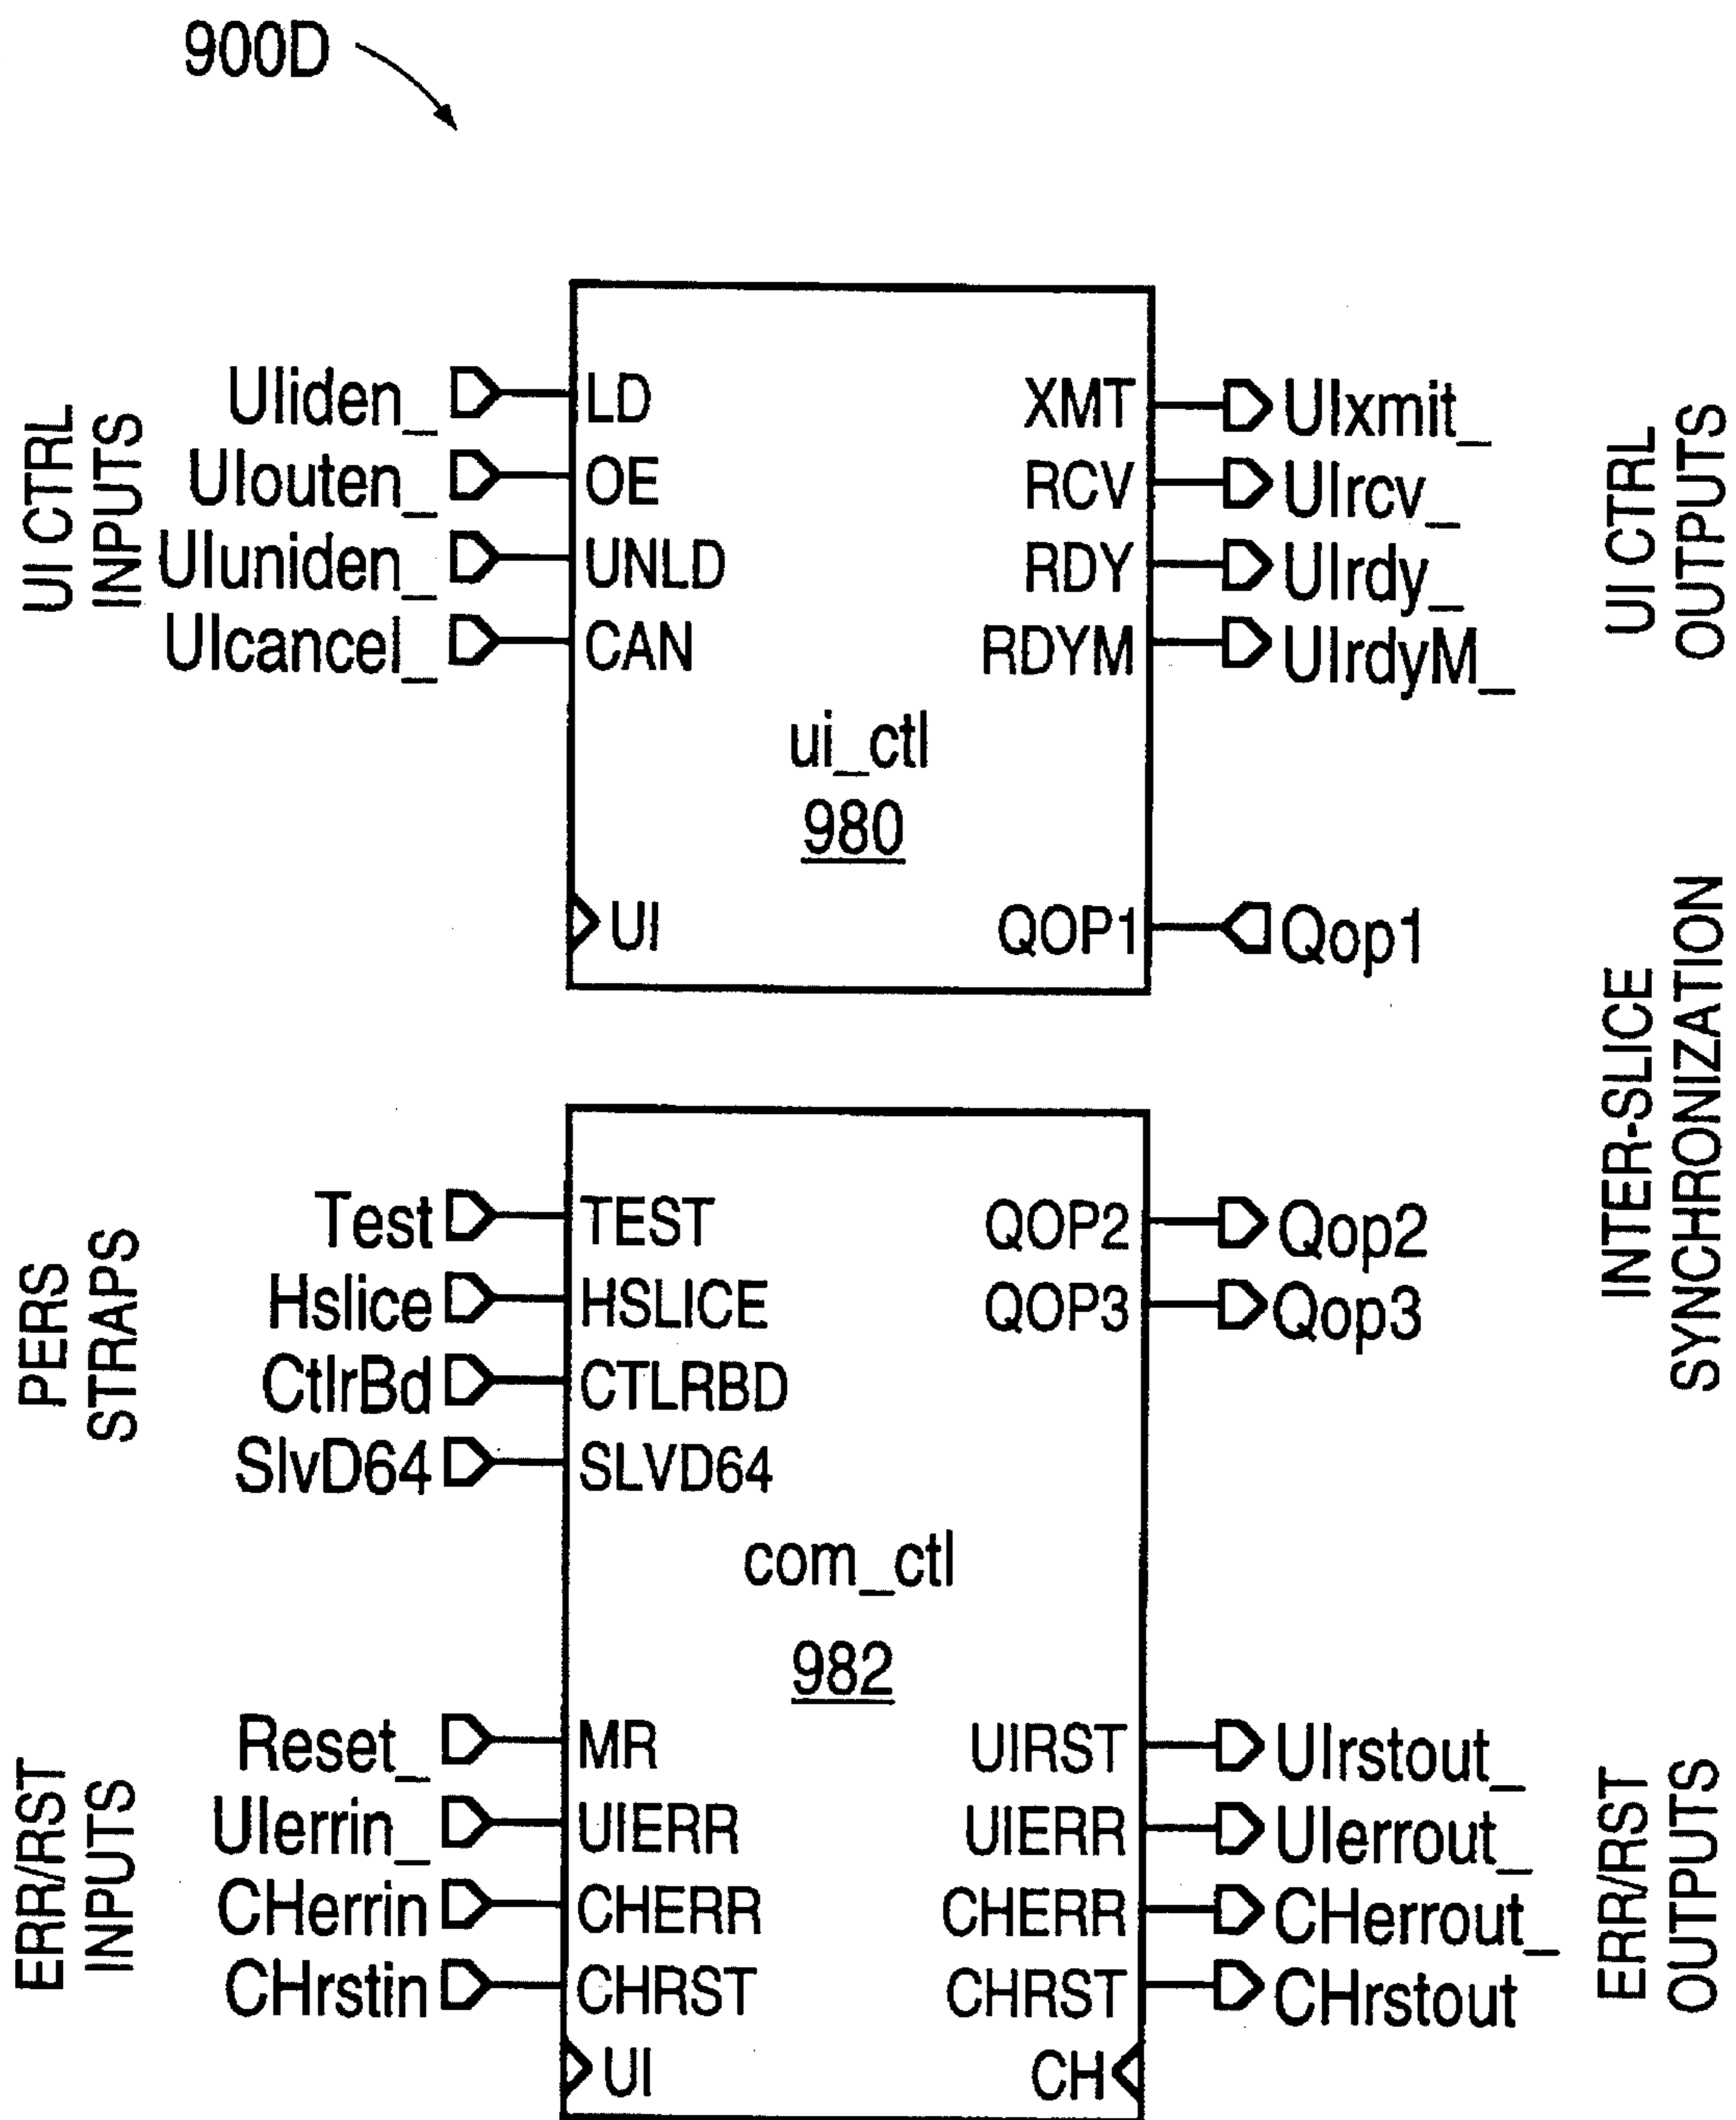 900D
UI CTRL
INPUTS
UIiden_
UIouten_
UIuniden_
UIcancel_
LD
OE
UNLD
CAN
XMT
RCV
RDY
RDYM
UIxmit_
UIrcv_
UIrdy_
UIrdyM_
UI CTRL
OUTPUTS
ui_ctl
980
UI
QOP1
Qop1
INTER-SLICE
SYNCHRONIZATION
PERS
STRAPS
Test
Hslice
CtlrBd
SlvD64
TEST
HSLICE
CTLRBD
SLVD64
QOP2
QOP3
Qop2
Qop3
com_ctl
982
ERR/RST
INPUTS
Reset_
UIerrin_
CHerrin
CHrstin
MR
UIERR
CHERR
CHRST
UI
UIRST
UIERR
CHERR
CHRST
CH
UIrstout_
UIerrout_
CHerrout_
CHrstout
ERR/RST
OUTPUTS